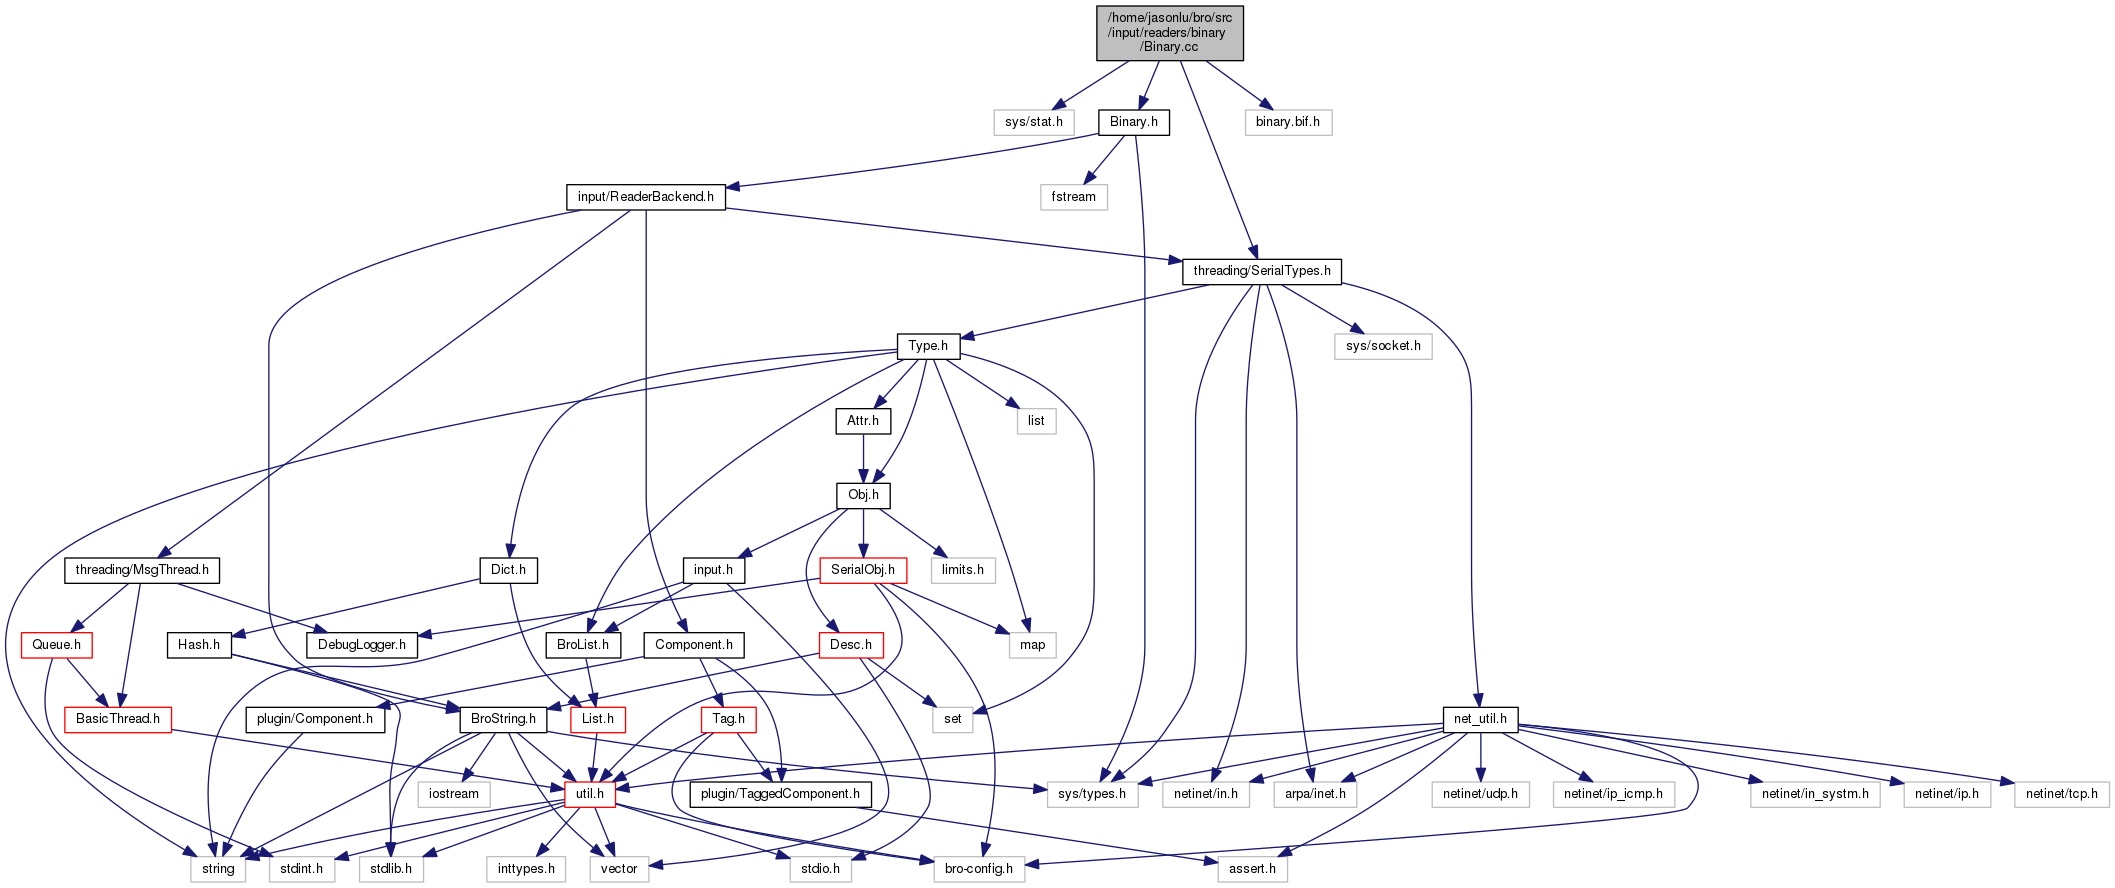 /home/jasonlu/bro/src
/input/readers/binary
/Binary.cc
sys/stat.h
Binary.h
binary.bif.h
input/ReaderBackend.h
fstream
threading/SerialTypes.h
Type.h
sys/socket.h
Attr.h
list
Obj.h
threading/MsgThread.h
Dict.h
input.h
SerialObj.h
limits.h
Queue.h
Hash.h
DebugLogger.h
BroList.h
Component.h
Desc.h
map
BasicThread.h
plugin/Component.h
BroString.h
List.h
Tag.h
set
net_util.h
iostream
util.h
plugin/TaggedComponent.h
sys/types.h
netinet/in.h
arpa/inet.h
netinet/udp.h
netinet/ip_icmp.h
netinet/in_systm.h
netinet/ip.h
netinet/tcp.h
string
stdint.h
stdlib.h
inttypes.h
vector
stdio.h
bro-config.h
assert.h